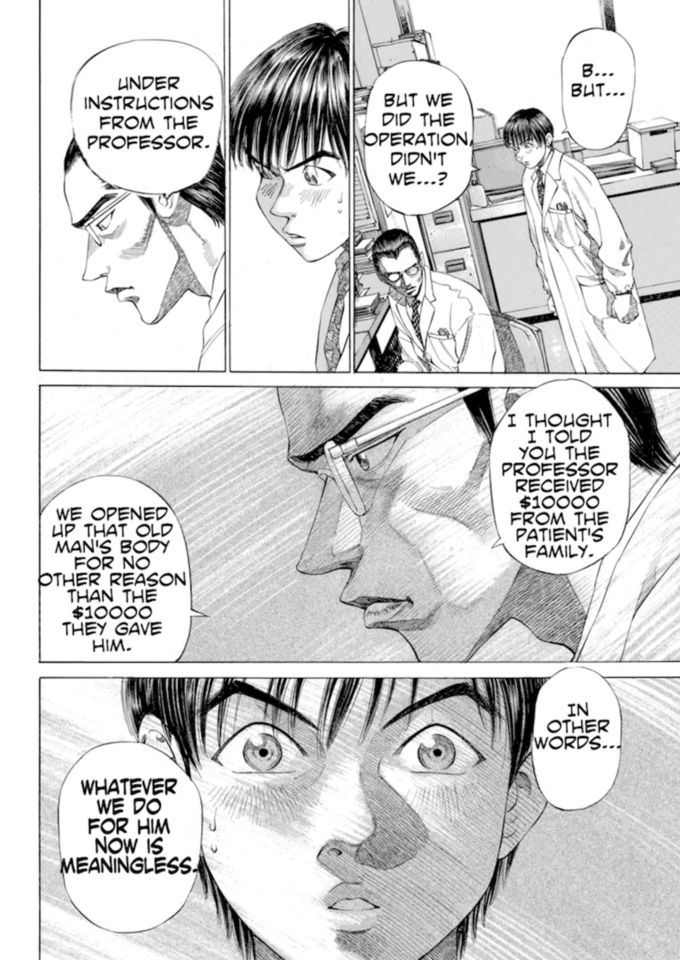 B...
BUT...
BUT WE
DID THE
OPERATION,
DIDN'T
WE...?
UNDER
INSTRUCTIONS
FROM THE
PROFESSOR.
I THOUGHT
I TOLD
YOU THE
PROFESSOR
RECEIVED
$10000
FROM THE
PATIENT'S
FAMILY.
WE OPENED
UP THAT OLD
MAN'S BODY
FOR NO
OTHER REASON
THAN THE
$10000
THEY GAVE
HIM.
IN
OTHER
WORDS...
WHATEVER
WE DO
FOR HIM
NOW IS
MEANINGLESS.